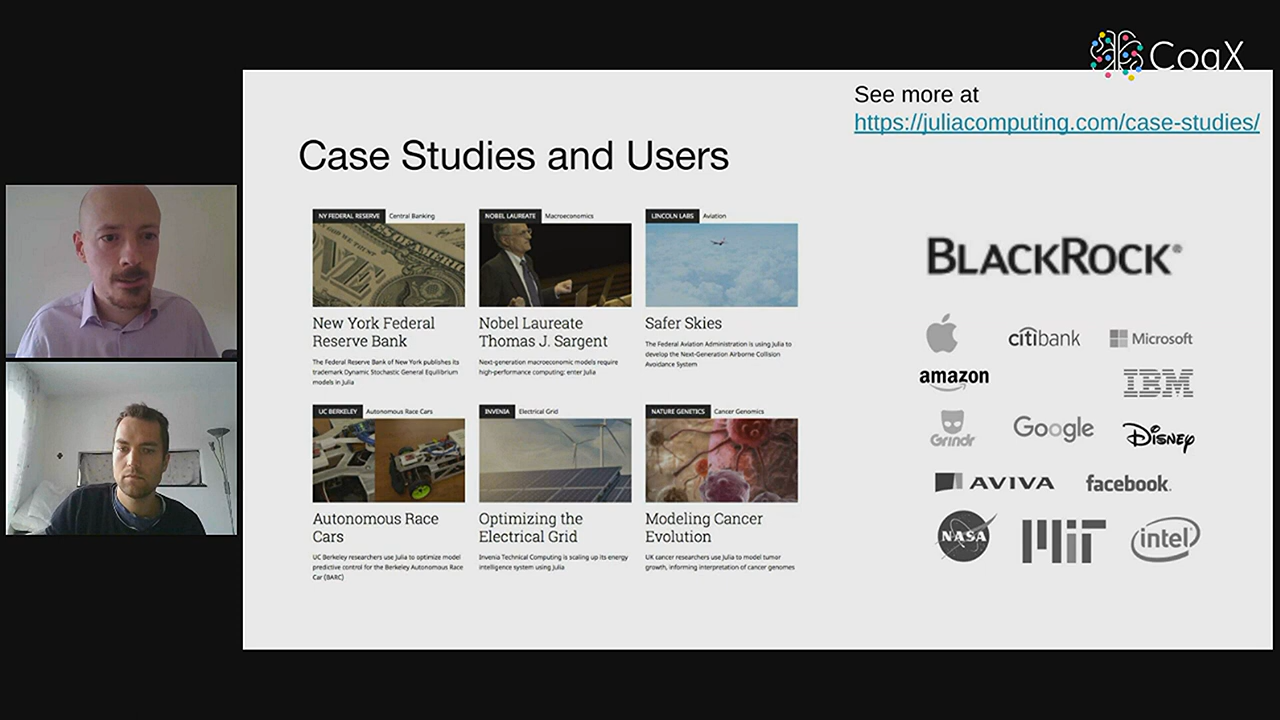 CogX
See more at
https://juliacomputing.com/case-studies/
Case Studies and Users
NY FEDERAL RESERVE Central Banking
New York Federal
Reserve Bank
The Federal Reserve Bank of New York publishes its
trademark Dynamic Stochastic General Equilibrium
models in Julia
NOBEL LAUREATE Macroeconomics
Nobel Laureate
Thomas J. Sargent
Next-generation macroeconomic models require
high-performance computing: enter Julia
LINCOLN LABS Aviation
Safer Skies
The Federal Aviation Administration is using Julia to
develop the Next-Generation Airborne Collision
Avoidance System
UC BERKELEY Autonomous Race Cars
Autonomous Race
Cars
UC Berkeley researchers use Julia to optimize model
predictive control for the Berkeley Autonomous Race
Car (BARC)
INVENIA Electrical Grid
Optimizing the
Electrical Grid
Invenia Technical Computing is scaling up its energy
intelligence system using Julia
NATURE GENETICS Cancer Genomics
Modeling Cancer
Evolution
UK cancer researchers use Julia to model tumor
growth, informing interpretation of cancer genomes
BLACKROCK®
citibank Microsoft
amazon IBM
Grindr Google Disney
AVIVA facebook.
NASA MIT intel